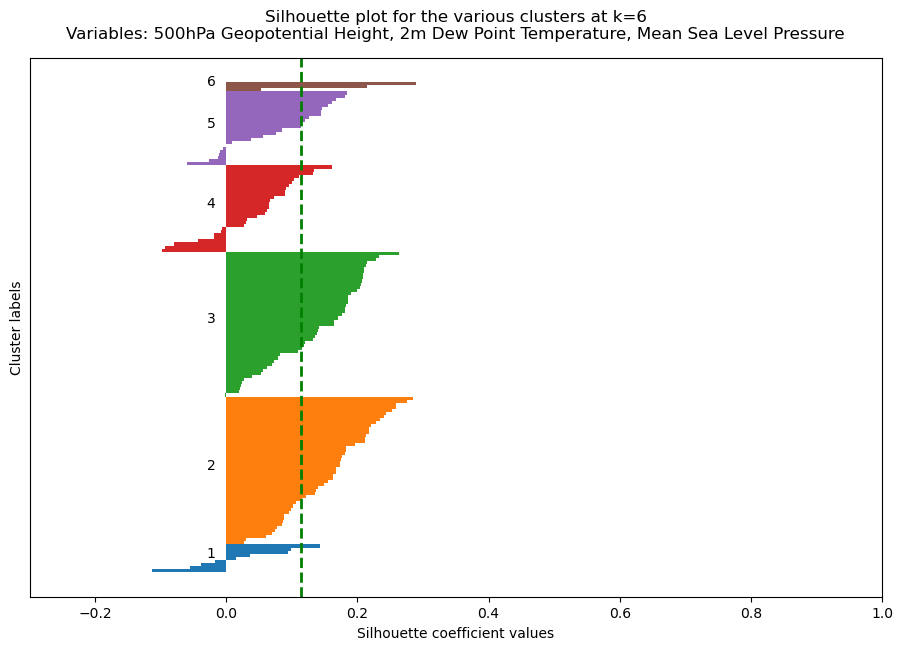 Silhouette plot for the various clusters at k=6
Variables: 500hPa Geopotential Height, 2m Dew Point Temperature, Mean Sea Level Pressure
6
5
4
3
2
1
Cluster labels
−0.2 0.0 0.2 0.4 0.6 0.8 1.0
Silhouette coefficient values